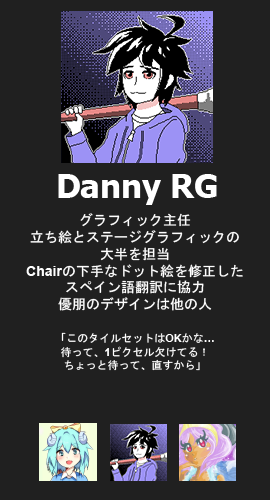 Danny RG
グラフィック主任
立ち絵とステージグラフィックの
大半を担当
Chairの下手なドット絵を修正した
スペイン語翻訳に協力
優朋のデザインは他の人
「このタイルセットはOKかな...
待って、1ピクセル欠けてる！
ちょっと待って、直すから」